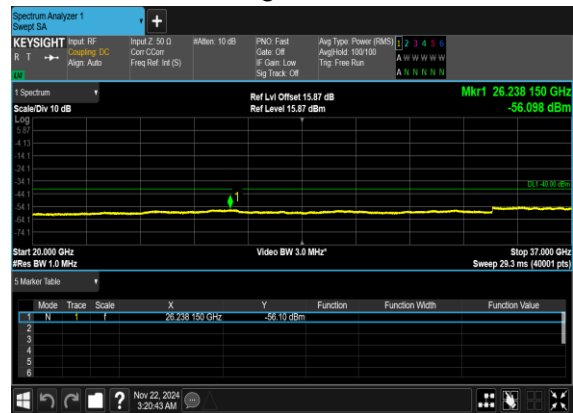 Spectrum Analyzer 1
Swept SA
+
KEYSIGHT Input: RF Input Z: 50 Ω #Atten: 10 dB PNO: Fast Avg Type: Power (RMS) 1 2 3 4 5 6
R T Coupling: DC Corr CCorr Gate: Off Avg|Hold: 100/100 A W W W W W
Align: Auto Freq Ref: Int (S) IF Gain: Low Trig: Free Run
LW Sig Track: Off A N N N N N
1 Spectrum Ref Lvl Offset 15.87 dB Mkr1 26.238 150 GHz
Scale/Div 10 dB Ref Level 15.87 dBm -56.098 dBm
Log
5.87
-4.13
-14.1
-24.1
-34.1
DL1 -40.00 dBm
-44.1
1
-54.1
-64.1
-74.1
Start 20.000 GHz Video BW 3.0 MHz* Stop 37.000 GHz
#Res BW 1.0 MHz Sweep 29.3 ms (40001 pts)
5 Marker Table
Mode Trace Scale X Y Function Function Width Function Value
1 N 1 f 26.238 150 GHz -56.10 dBm
2
3
4
5
6
? Nov 22, 2024
3:20:43 AM